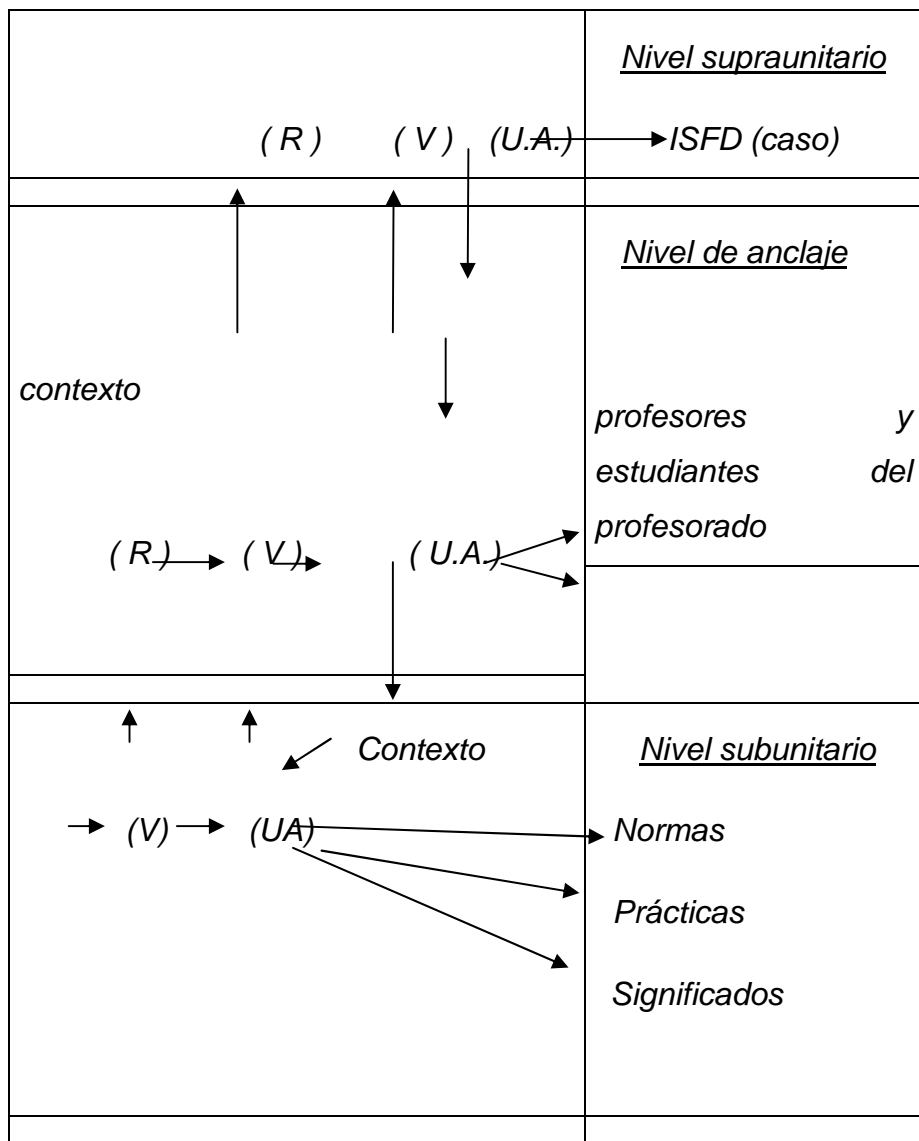 Nivel supraunitario
( R ) ( V ) (U.A.) ISFD (caso)
Nivel de anclaje
contexto
profesores y
estudiantes del
profesorado
( R ) ( V ) ( U.A.)
Contexto Nivel subunitario
(V) (UA) Normas
Prácticas
Significados